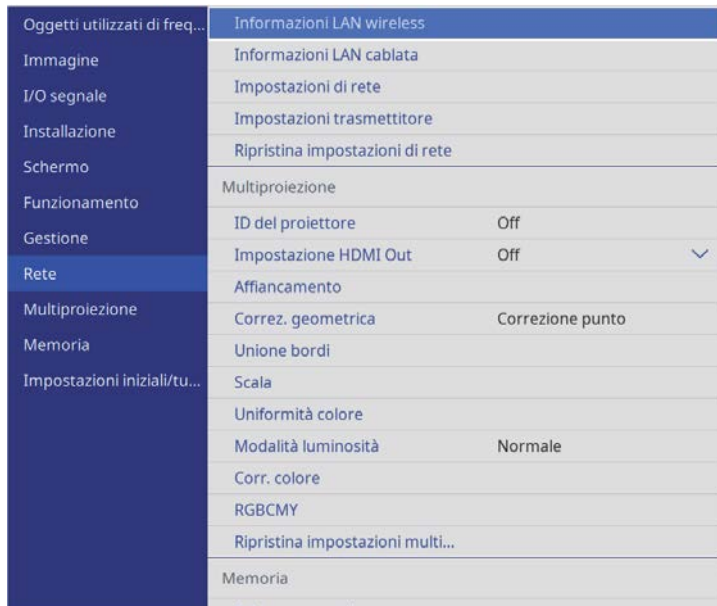 Oggetti utilizzati di freq...
Immagine
I/O segnale
Installazione
Schermo
Funzionamento
Gestione
Rete
Multiproiezione
Memoria
Impostazioni iniziali/tu...
Informazioni LAN wireless
Informazioni LAN cablata
Impostazioni di rete
Impostazioni trasmettitore
Ripristina impostazioni di rete
Multiproiezione
ID del proiettore Off
Impostazione HDMI Out Off
Affiancamento
Correz. geometrica Correzione punto
Unione bordi
Scala
Uniformità colore
Modalità luminosità Normale
Corr. colore
RGBCMY
Ripristina impostazioni multi...
Memoria